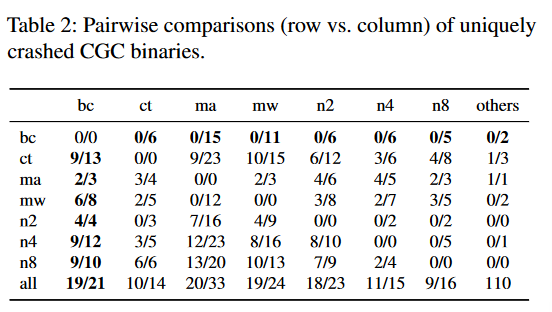 Table 2: Pairwise comparisons (row vs. column) of uniquely
crashed CGC binaries.
bc ct ma mw n2 n4 n8 others
bc 0/0 0/6 0/15 0/11 0/6 0/6 0/5 0/2
ct 9/13 0/0 9/23 10/15 6/12 3/6 4/8 1/3
ma 2/3 3/4 0/0 2/3 4/6 4/5 2/3 1/1
mw 6/8 2/5 0/12 0/0 3/8 2/7 3/5 0/2
n2 4/4 0/3 7/16 4/9 0/0 0/2 0/2 0/0
n4 9/12 3/5 12/23 8/16 8/10 0/0 0/5 0/1
n8 9/10 6/6 13/20 10/13 7/9 2/4 0/0 0/0
all 19/21 10/14 20/33 19/24 18/23 11/15 9/16 110